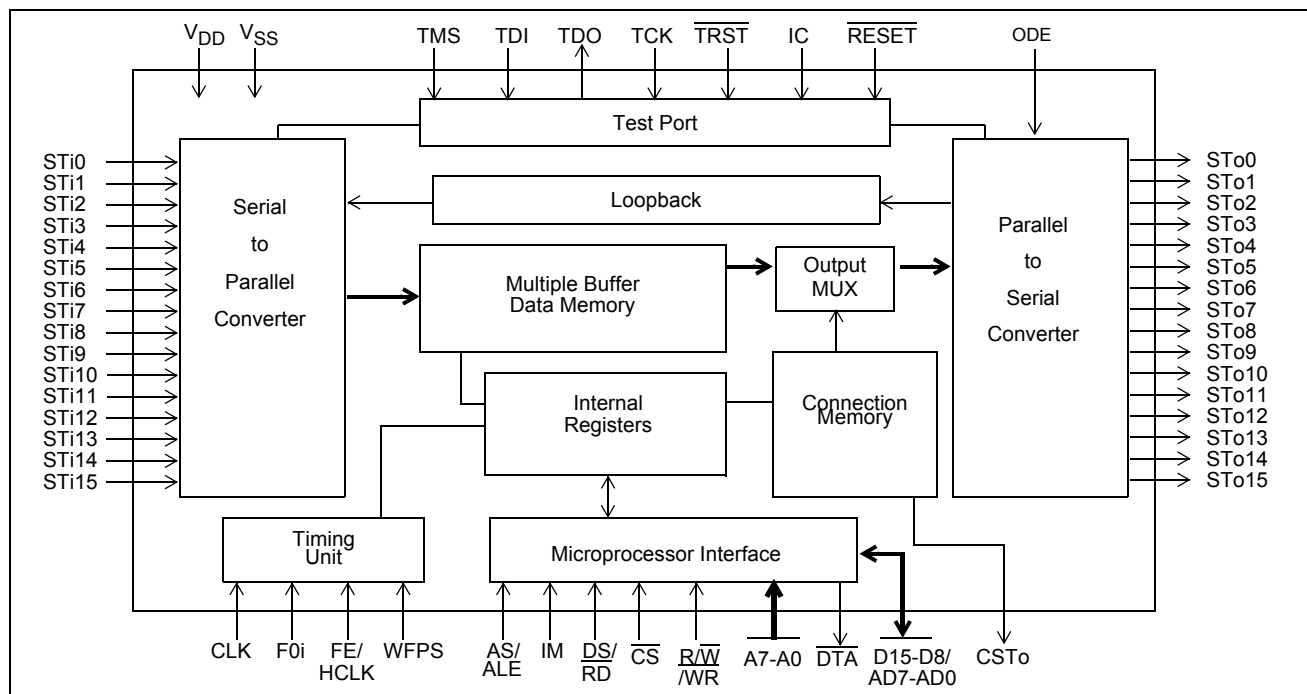 VDD VSS TMS TDI TDO TCK TRST IC RESET ODE
Test Port
STi0
STi1
STi2
STi3
STi4
STi5
STi6
STi7
STi8
STi9
STi10
STi11
STi12
STi13
STi14
STi15
Serial
to
Parallel
Converter
Loopback
Multiple Buffer
Data Memory
Output
MUX
Internal
Registers
Connection
Memory
Parallel
to
Serial
Converter
STo0
STo1
STo2
STo3
STo4
STo5
STo6
STo7
STo8
STo9
STo10
STo11
STo12
STo13
STo14
STo15
Timing
Unit
Microprocessor Interface
CLK
F0i
FE/
HCLK
WFPS
AS/
ALE
IM
DS/
RD
CS
R/W
/WR
A7-A0
DTA
D15-D8/
AD7-AD0
CSTo